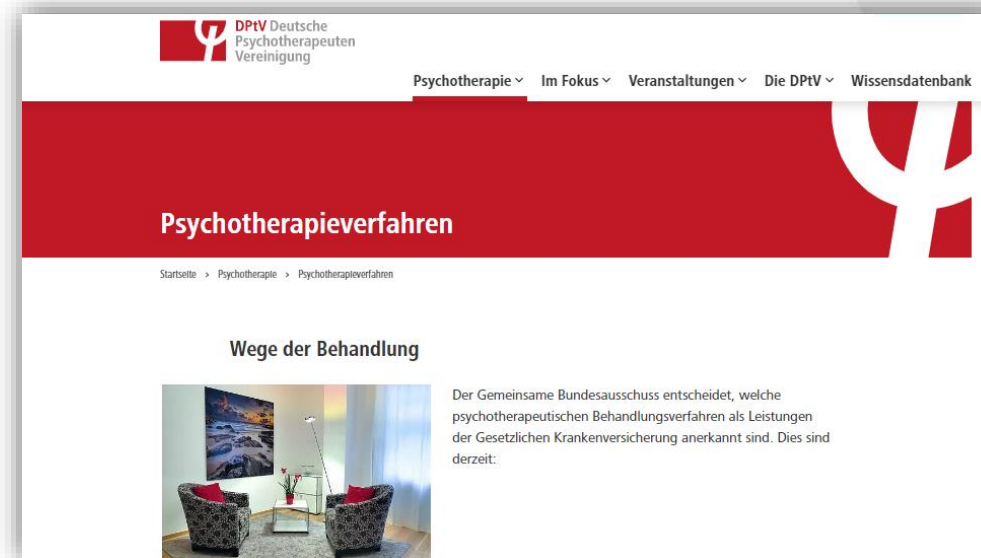 DPtV Deutsche
Psychotherapeuten
Vereinigung
Psychotherapie Im Fokus Veranstaltungen Die DPtV Wissensdatenbank
Psychotherapieverfahren
Startseite > Psychotherapie > Psychotherapieverfahren
Wege der Behandlung
Der Gemeinsame Bundesausschuss entscheidet, welche
psychotherapeutischen Behandlungsverfahren als Leistungen
der Gesetzlichen Krankenversicherung anerkannt sind. Dies sind
derzeit: